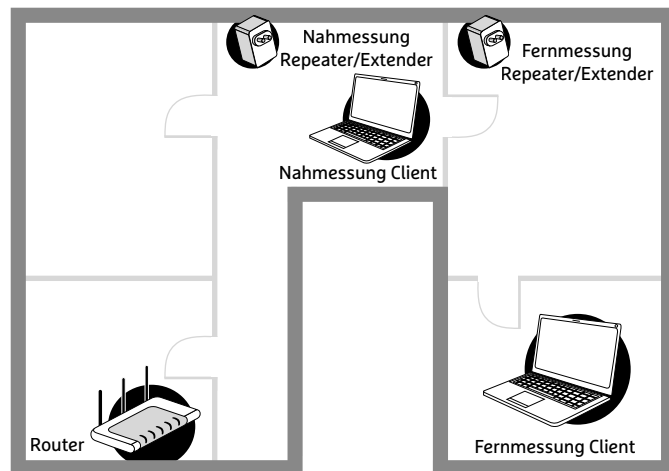 Nahmessung
Repeater/Extender
Fernmessung
Repeater/Extender
Nahmessung Client
Router
Fernmessung Client